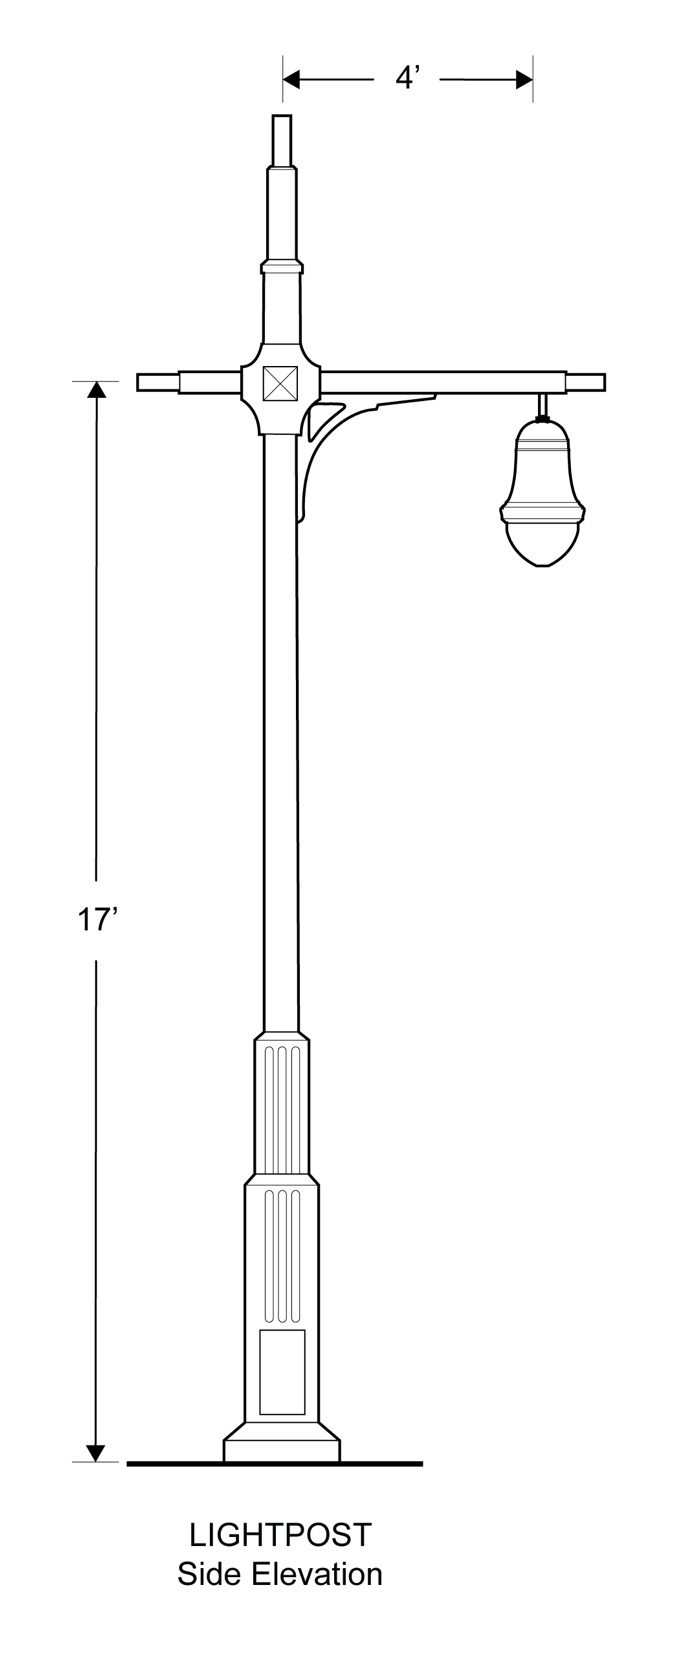 4’
17’
LIGHTPOST
Side Elevation